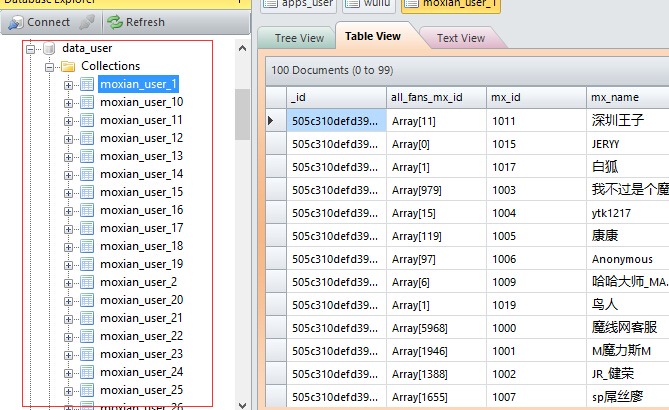 Database Explorer
apps_user wuliu moxian_user_1
Connect Refresh
Tree View Table View Text View
data_user
Collections
moxian_user_1
moxian_user_10
moxian_user_11
moxian_user_12
moxian_user_13
moxian_user_14
moxian_user_15
moxian_user_16
moxian_user_17
moxian_user_18
moxian_user_19
moxian_user_2
moxian_user_20
moxian_user_21
moxian_user_22
moxian_user_23
moxian_user_24
moxian_user_25
moxian_user_26
100 Documents (0 to 99)
_id all_fans_mx_id mx_id mx_name
505c310defd39... Array[11] 1011 深圳王子
505c310defd39... Array[0] 1015 JERYY
505c310defd39... Array[1] 1017 白狐
505c310defd39... Array[979] 1003 我不过是个魔
505c310defd39... Array[15] 1004 ytk1217
505c310defd39... Array[119] 1005 康康
505c310defd39... Array[97] 1006 Anonymous
505c310defd39... Array[6] 1009 哈哈大师_MA.
505c310defd39... Array[1] 1019 鸟人
505c310defd39... Array[5968] 1000 魔线网客服
505c310defd39... Array[1946] 1001 M魔力斯M
505c310defd39... Array[1388] 1002 JR_健荣
505c310defd39... Array[1655] 1007 sp屌丝廖